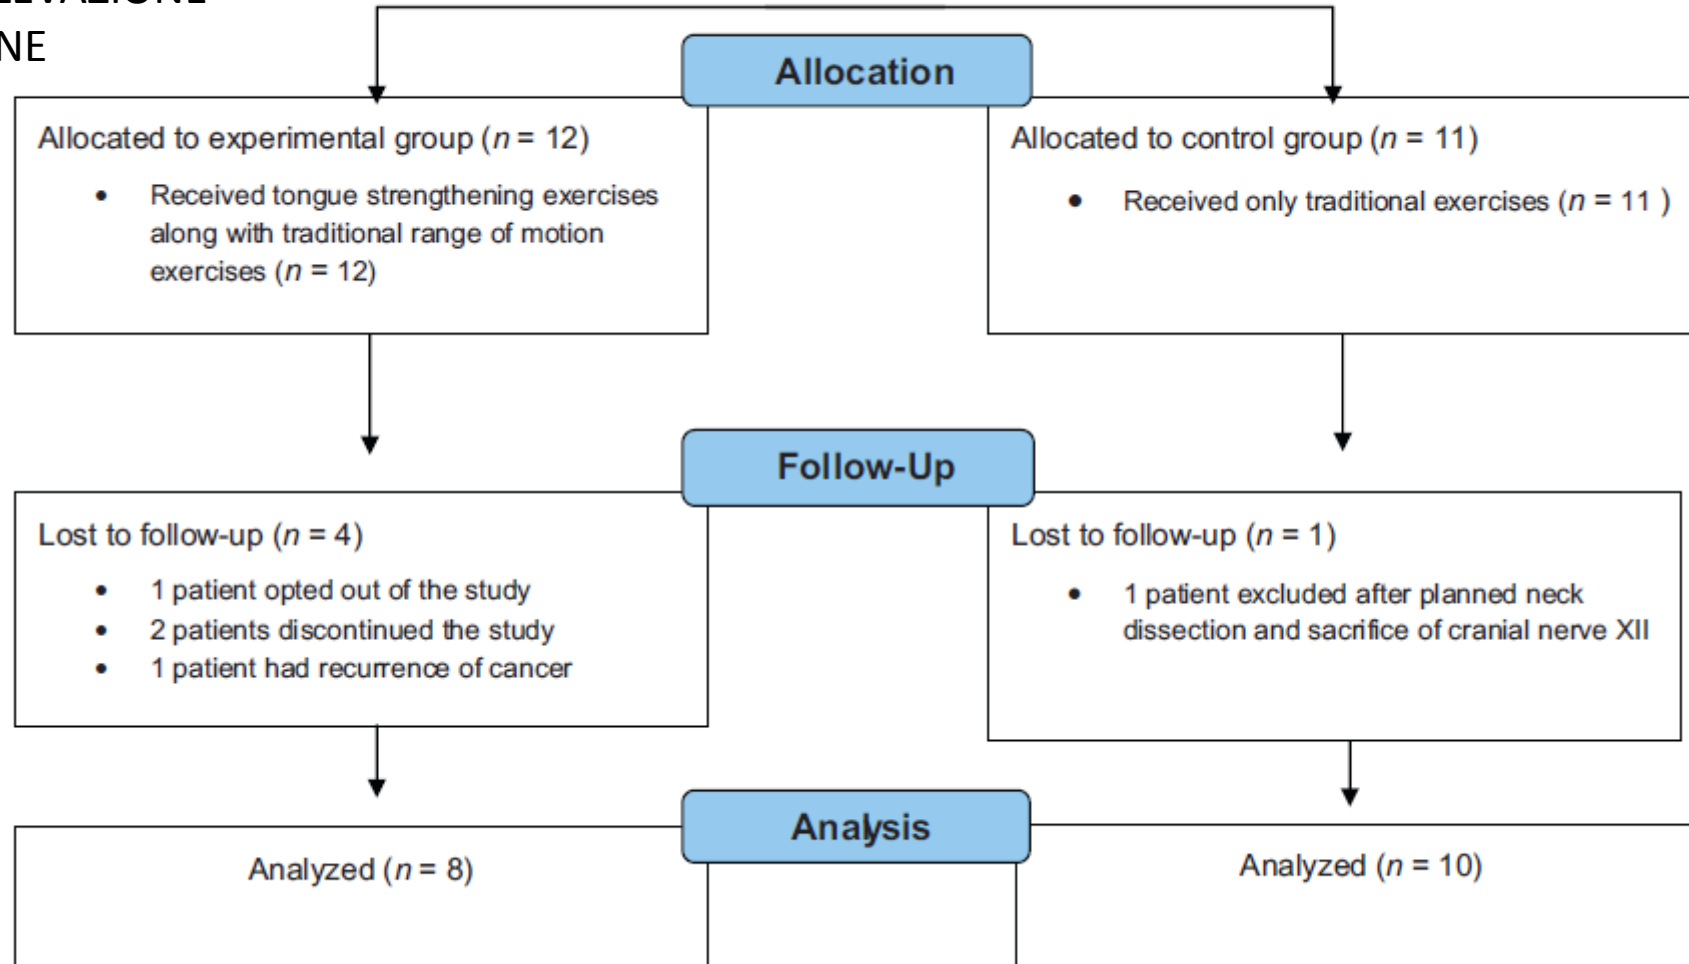 NE
Allocation
Allocated to experimental group (n = 12)
• Received tongue strengthening exercises
along with traditional range of motion
exercises (n = 12)
Allocated to control group (n = 11)
• Received only traditional exercises (n = 11 )
Follow-Up
Lost to follow-up (n = 4)
• 1 patient opted out of the study
• 2 patients discontinued the study
• 1 patient had recurrence of cancer
Lost to follow-up (n = 1)
• 1 patient excluded after planned neck
dissection and sacrifice of cranial nerve XII
Analysis
Analyzed (n = 8)
Analyzed (n = 10)